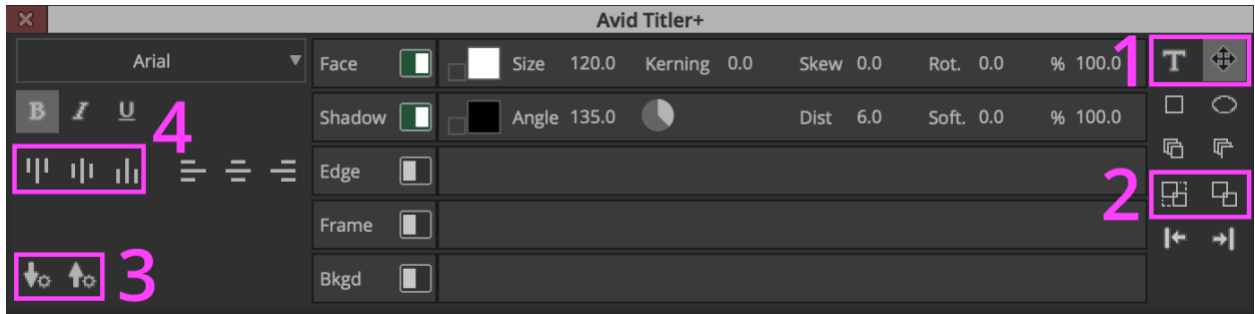 Avid Titler+
Arial
B I U
4
3
Face Size 120.0 Kerning 0.0 Skew 0.0 Rot. 0.0 % 100.0
Shadow Angle 135.0 Dist 6.0 Soft. 0.0 % 100.0
Edge
Frame
Bkgd
1 T
2